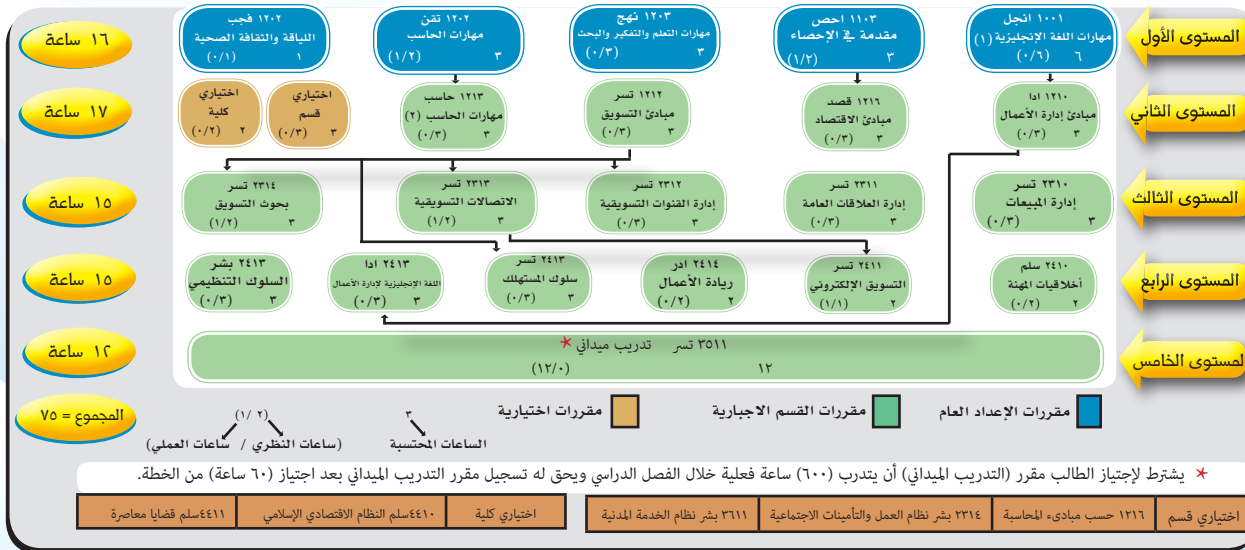 المستوى الأول
١٠٠١ انجل
مهارات اللغة الإنجليزية (١)
٦
(٠/٦)
١١٠٣ احص
مقدمة في الإحصاء
٣
(١/٢)
١٢٠٣ نهج
مهارات التعلم والتفكير والبحث
٣
(٠/٣)
١٢٠٢ تقن
مهارات الحاسب
٣
(١/٢)
١٢٠٢ فجب
اللياقة والثقافة الصحية
١
(٠/١)
١٦ ساعة
المستوى الثاني
١٢١٠ ادا
مبادئ إدارة الأعمال
٣
(٠/٣)
١٢١٦ قصد
مبادئ الاقتصاد
٣
(٠/٣)
١٢١٢ تسر
مبادئ التسويق
٣
(٠/٣)
١٢١٣ حاسب
مهارات الحاسب (٢)
٣
(٠/٣)
اختياري
قسم
٣
(٠/٣)
اختياري
كلية
٢
(٠/٢)
١٧ ساعة
المستوى الثالث
٢٣١٠ تسر
إدارة المبيعات
٣
(٠/٣)
٢٣١١ تسر
إدارة العلاقات العامة
٣
(٠/٣)
٢٣١٢ تسر
إدارة القنوات التسويقية
٣
(٠/٣)
٢٣١٣ تسر
الاتصالات التسويقية
٣
(١/٢)
٢٣١٤ تسر
بحوث التسويق
٣
(١/٢)
١٥ ساعة
المستوى الرابع
٢٤١٠ سلم
أخلاقيات المهنة
٢
(٠/٢)
٢٤١١ تسر
التسويق الإلكتروني
٢
(١/١)
٢٤١٤ ادر
ريادة الأعمال
٢
(٠/٢)
٢٤١٣ تسر
سلوك المستهلك
٣
(٠/٣)
٢٤١٣ ادا
اللغة الإنجليزية لإدارة الأعمال
٣
(٠/٣)
٢٤١٣ بشر
السلوك التنظيمي
٣
(٠/٣)
١٥ ساعة
لمستوى الخامس
٣٥١١ تسر تدريب ميداني *
١٢
(١٢/٠)
١٢ ساعة
مقررات الإعداد العام
مقررات القسم الاجبارية
مقررات اختيارية
المجموع = ٧٥
٣
الساعات المحتسبة
(١/ ٢)
(ساعات النظري / ساعات العملي)
* يشترط لإجتياز الطالب مقرر (التدريب الميداني) أن يتدرب (٦٠٠) ساعة فعلية خلال الفصل الدراسي ويحق له تسجيل مقرر التدريب الميداني بعد اجتياز (٦٠ ساعة) من الخطة.
اختياري قسم
١٢١٦ حسب مبادىء المحاسبة
٢٣١٤ بشر نظام العمل والتأمينات الاجتماعية
٣٦١١ بشر نظام الخدمة المدنية
اختياري كلية
٤٤١٠سلم النظام الاقتصادي الإسلامي
٤٤١١سلم قضايا معاصرة